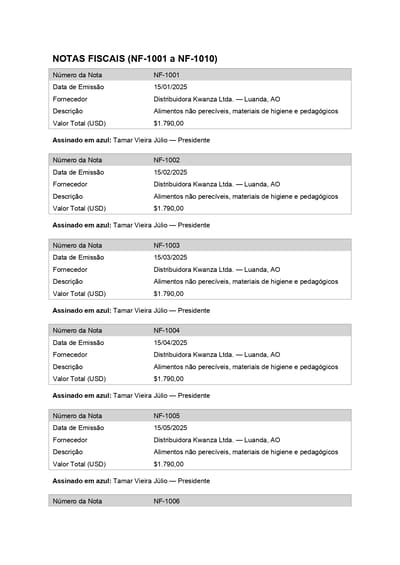 NOTAS FISCAIS (NF-1001 a NF-1010)
Número da Nota NF-1001
Data de Emissão 15/01/2025
Fornecedor Distribuidora Kwanza Ltda. — Luanda, AO
Descrição Alimentos não perecíveis, materiais de higiene e pedagógicos
Valor Total (USD) $1.790,00
Assinado em azul: Tamar Vieira Júlio — Presidente
Número da Nota NF-1002
Data de Emissão 15/02/2025
Fornecedor Distribuidora Kwanza Ltda. — Luanda, AO
Descrição Alimentos não perecíveis, materiais de higiene e pedagógicos
Valor Total (USD) $1.790,00
Assinado em azul: Tamar Vieira Júlio — Presidente
Número da Nota NF-1003
Data de Emissão 15/03/2025
Fornecedor Distribuidora Kwanza Ltda. — Luanda, AO
Descrição Alimentos não perecíveis, materiais de higiene e pedagógicos
Valor Total (USD) $1.790,00
Assinado em azul: Tamar Vieira Júlio — Presidente
Número da Nota NF-1004
Data de Emissão 15/04/2025
Fornecedor Distribuidora Kwanza Ltda. — Luanda, AO
Descrição Alimentos não perecíveis, materiais de higiene e pedagógicos
Valor Total (USD) $1.790,00
Assinado em azul: Tamar Vieira Júlio — Presidente
Número da Nota NF-1005
Data de Emissão 15/05/2025
Fornecedor Distribuidora Kwanza Ltda. — Luanda, AO
Descrição Alimentos não perecíveis, materiais de higiene e pedagógicos
Valor Total (USD) $1.790,00
Assinado em azul: Tamar Vieira Júlio — Presidente
Número da Nota NF-1006